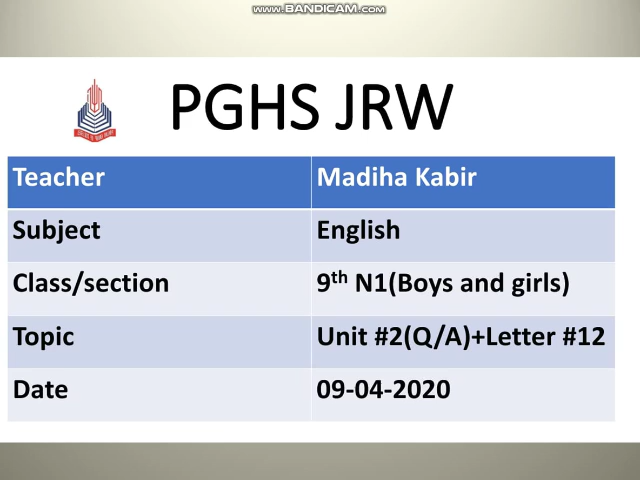 www.BANDICAM.com
PGHS JRW
Teacher Madiha Kabir
Subject English
Class/section 9th N1(Boys and girls)
Topic Unit #2(Q/A)+Letter #12
Date 09-04-2020